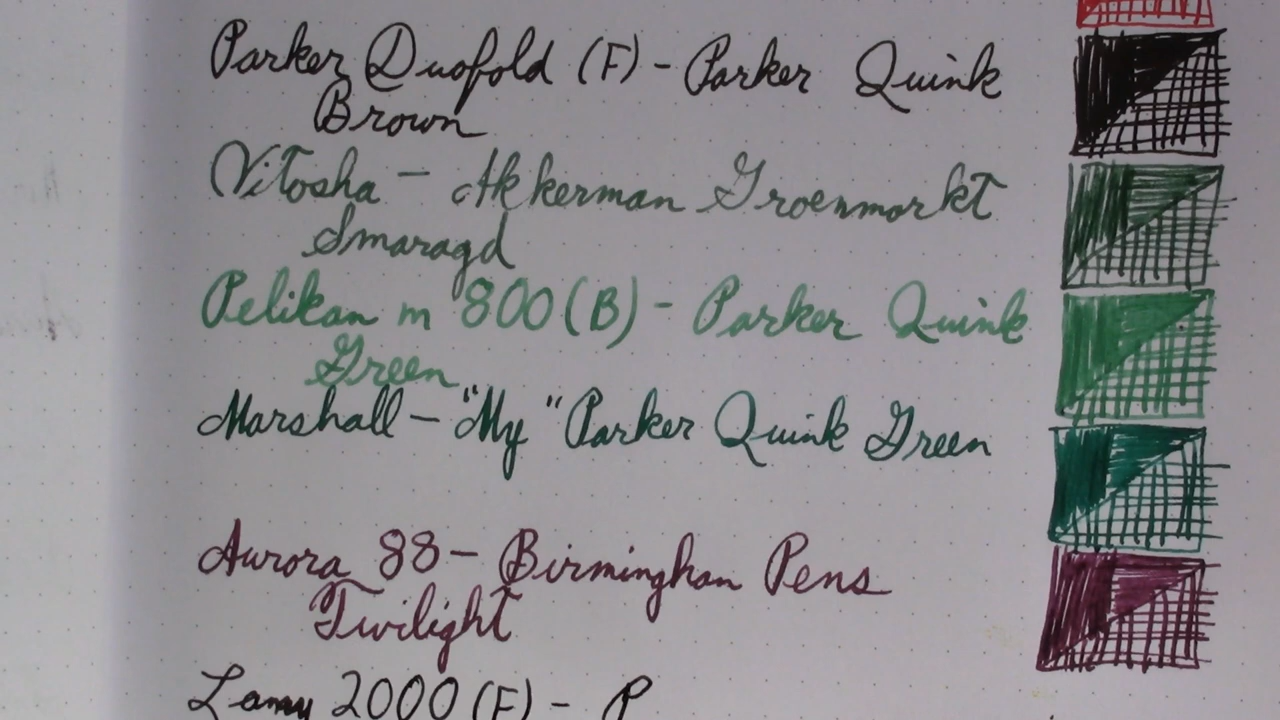 Parker Duofold (F) - Parker Quink
Brown
Vitosha - Akkerman Groenmarkt
Smaragd
Pelikan m 800 (B) - Parker Quink
Green
Marshall - "My" Parker Quink Green
Aurora 88 - Birmingham Pens
Twilight
Lamy 2000 (F) - P